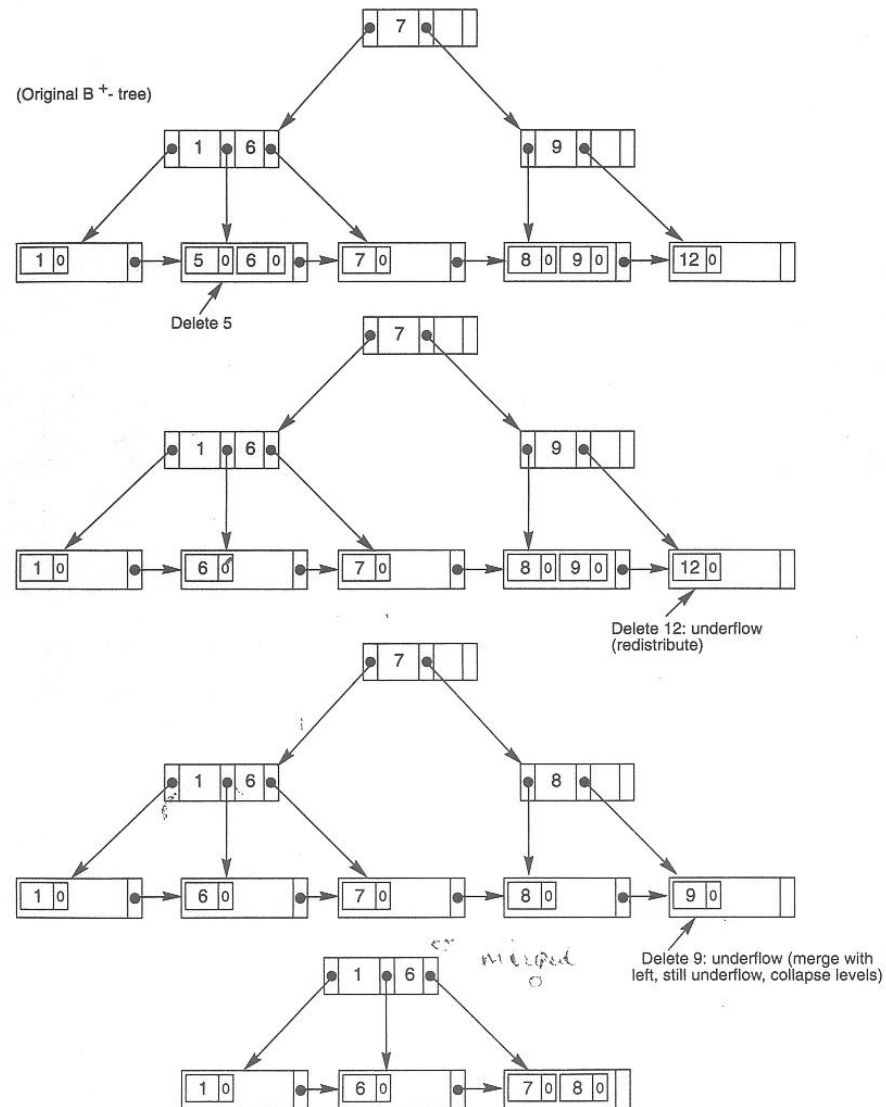 7
(Original B + - tree)
1 6 9
1 0 5 0 6 0 7 0 8 0 9 0 12 0
Delete 5
7
1 6 9
1 0 6 0 7 0 8 0 9 0 12 0
Delete 12: underflow
(redistribute)
7
1 6 8
1 0 6 0 7 0 8 0 9 0
Delete 9: underflow (merge with
left, still underflow, collapse levels)
merged
1 6
1 0 6 0 7 0 8 0